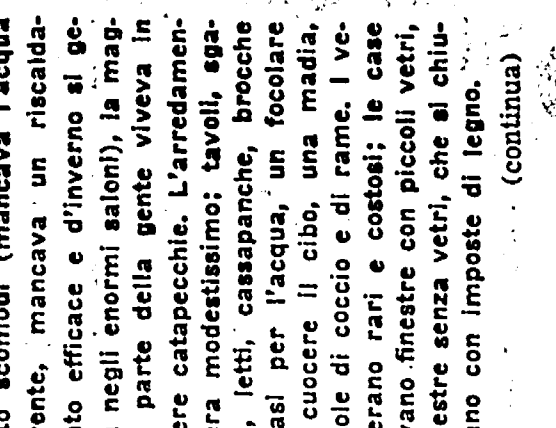 scomodi (mancava l'acqua
rente, mancava un riscalda-
nto efficace e d'inverno si ge-
negli enormi saloni), la mag-
parte della gente viveva in
ere catapecchie. L'arredamen-
ra modestissimo; tavoli, sga-
, letti, cassapanche, brocche
asi per l'acqua, un focolare
cuocere il cibo, una madia,
ole di coccio e di rame. I ve-
erano rari e costosi; le case
vano finestre con piccoli vetri,
estre senza vetri, che si chiu-
no con imposte di legno.
(continua)